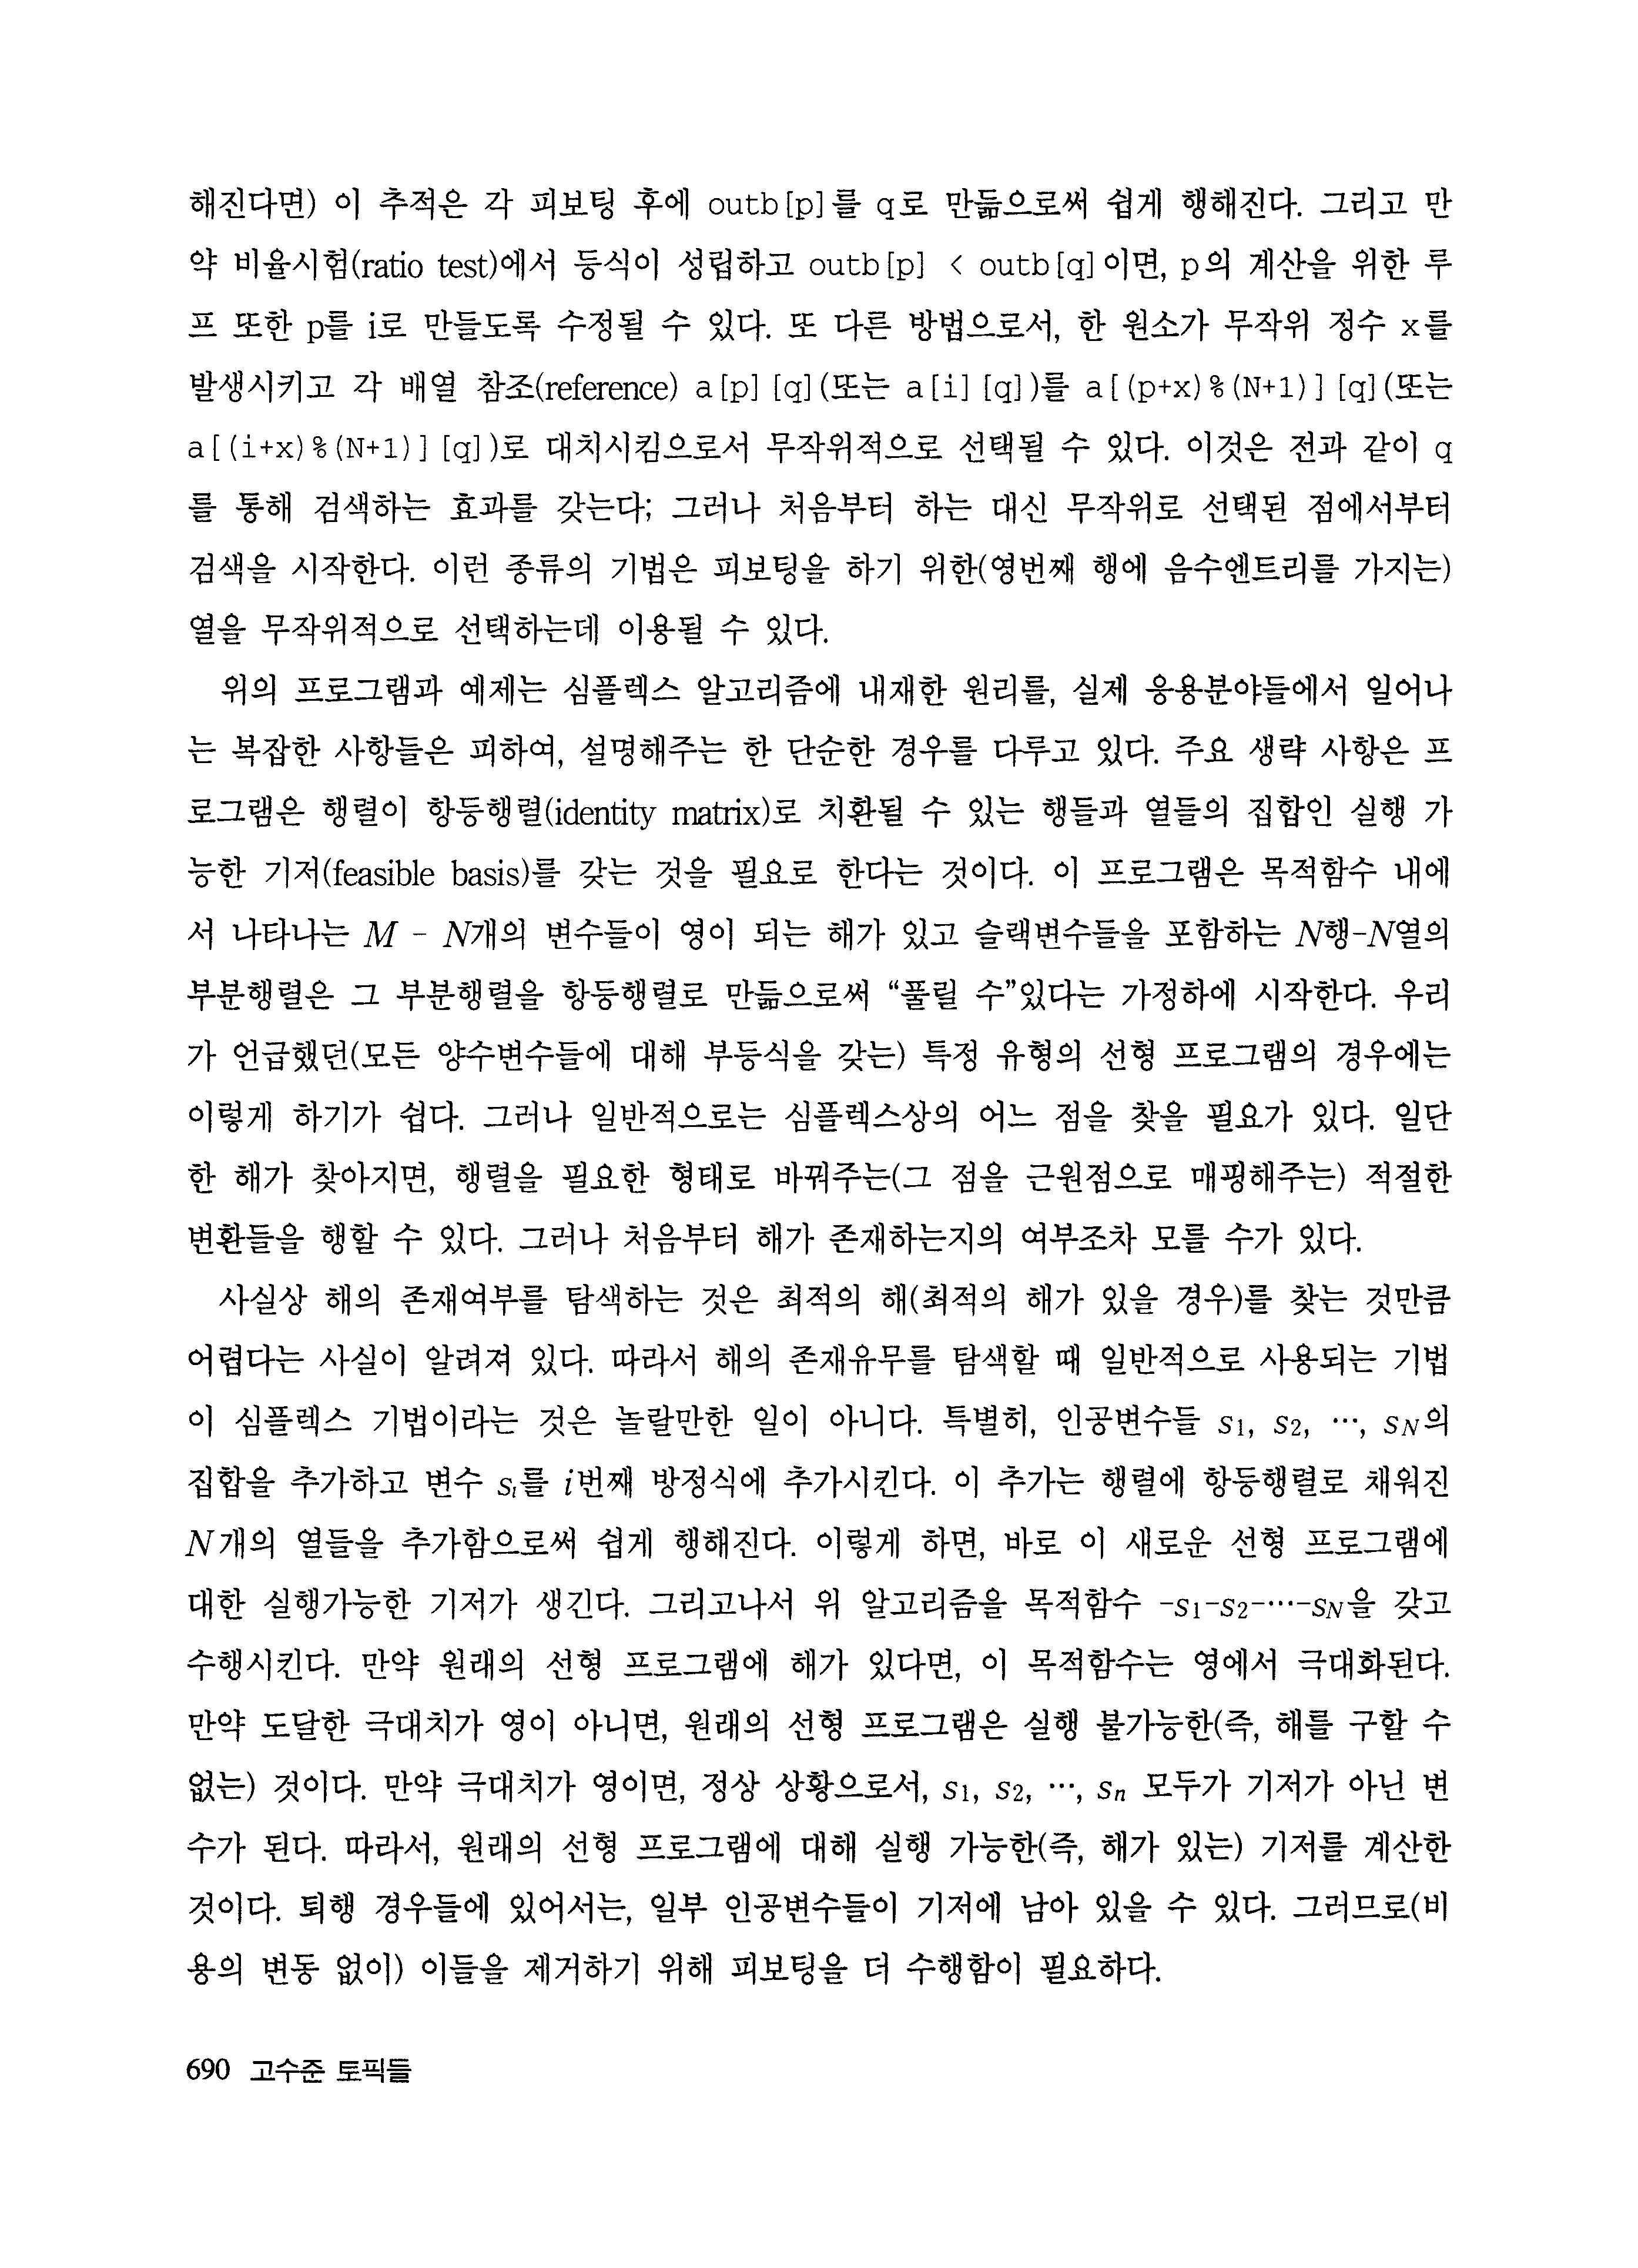 해진다면) 이 추적은 각 피보팅 후에 outb[p]를 q로 만듦으로써 쉽게 행해진다. 그리고 만
약 비율시험(ratio test)에서 등식이 성립하고 outb[p] < outb[q]이면, p의 계산을 위한 루
프 또한 p를 i로 만들도록 수정될 수 있다. 또 다른 방법으로서, 한 원소가 무작위 정수 x를
발생시키고 각 배열 참조(reference) a[p][q](또는 a[i][q])를 a[(p+x)%(N+1)][q](또는
a[(i+x)%(N+1)][q])로 대치시킴으로서 무작위적으로 선택될 수 있다. 이것은 전과 같이 q
를 통해 검색하는 효과를 갖는다; 그러나 처음부터 하는 대신 무작위로 선택된 점에서부터
검색을 시작한다. 이런 종류의 기법은 피보팅을 하기 위한(영번째 행에 음수엔트리를 가지는)
열을 무작위적으로 선택하는데 이용될 수 있다.
위의 프로그램과 예제는 심플렉스 알고리즘에 내재한 원리를, 실제 응용분야들에서 일어나
는 복잡한 사항들은 피하여, 설명해주는 한 단순한 경우를 다루고 있다. 주요 생략 사항은 프
로그램은 행렬이 항등행렬(identity matrix)로 치환될 수 있는 행들과 열들의 집합인 실행 가
능한 기저(feasible basis)를 갖는 것을 필요로 한다는 것이다. 이 프로그램은 목적함수 내에
서 나타나는 M - N개의 변수들이 영이 되는 해가 있고 슬랙변수들을 포함하는 N행-N열의
부분행렬은 그 부분행렬을 항등행렬로 만듦으로써 “풀릴 수”있다는 가정하에 시작한다. 우리
가 언급했던(모든 양수변수들에 대해 부등식을 갖는) 특정 유형의 선형 프로그램의 경우에는
이렇게 하기가 쉽다. 그러나 일반적으로는 심플렉스상의 어느 점을 찾을 필요가 있다. 일단
한 해가 찾아지면, 행렬을 필요한 형태로 바꿔주는(그 점을 근원점으로 매핑해주는) 적절한
변환들을 행할 수 있다. 그러나 처음부터 해가 존재하는지의 여부조차 모를 수가 있다.
사실상 해의 존재여부를 탐색하는 것은 최적의 해(최적의 해가 있을 경우)를 찾는 것만큼
어렵다는 사실이 알려져 있다. 따라서 해의 존재유무를 탐색할 때 일반적으로 사용되는 기법
이 심플렉스 기법이라는 것은 놀랄만한 일이 아니다. 특별히, 인공변수들 s1, s2, …, sN의
집합을 추가하고 변수 si를 i번째 방정식에 추가시킨다. 이 추가는 행렬에 항등행렬로 채워진
N개의 열들을 추가함으로써 쉽게 행해진다. 이렇게 하면, 바로 이 새로운 선형 프로그램에
대한 실행가능한 기저가 생긴다. 그리고나서 위 알고리즘을 목적함수 -s1-s2-…-sN을 갖고
수행시킨다. 만약 원래의 선형 프로그램에 해가 있다면, 이 목적함수는 영에서 극대화된다.
만약 도달한 극대치가 영이 아니면, 원래의 선형 프로그램은 실행 불가능한(즉, 해를 구할 수
없는) 것이다. 만약 극대치가 영이면, 정상 상황으로서, s1, s2, …, sn 모두가 기저가 아닌 변
수가 된다. 따라서, 원래의 선형 프로그램에 대해 실행 가능한(즉, 해가 있는) 기저를 계산한
것이다. 퇴행 경우들에 있어서는, 일부 인공변수들이 기저에 남아 있을 수 있다. 그러므로(비
용의 변동 없이) 이들을 제거하기 위해 피보팅을 더 수행함이 필요하다.
690 고수준 토픽들